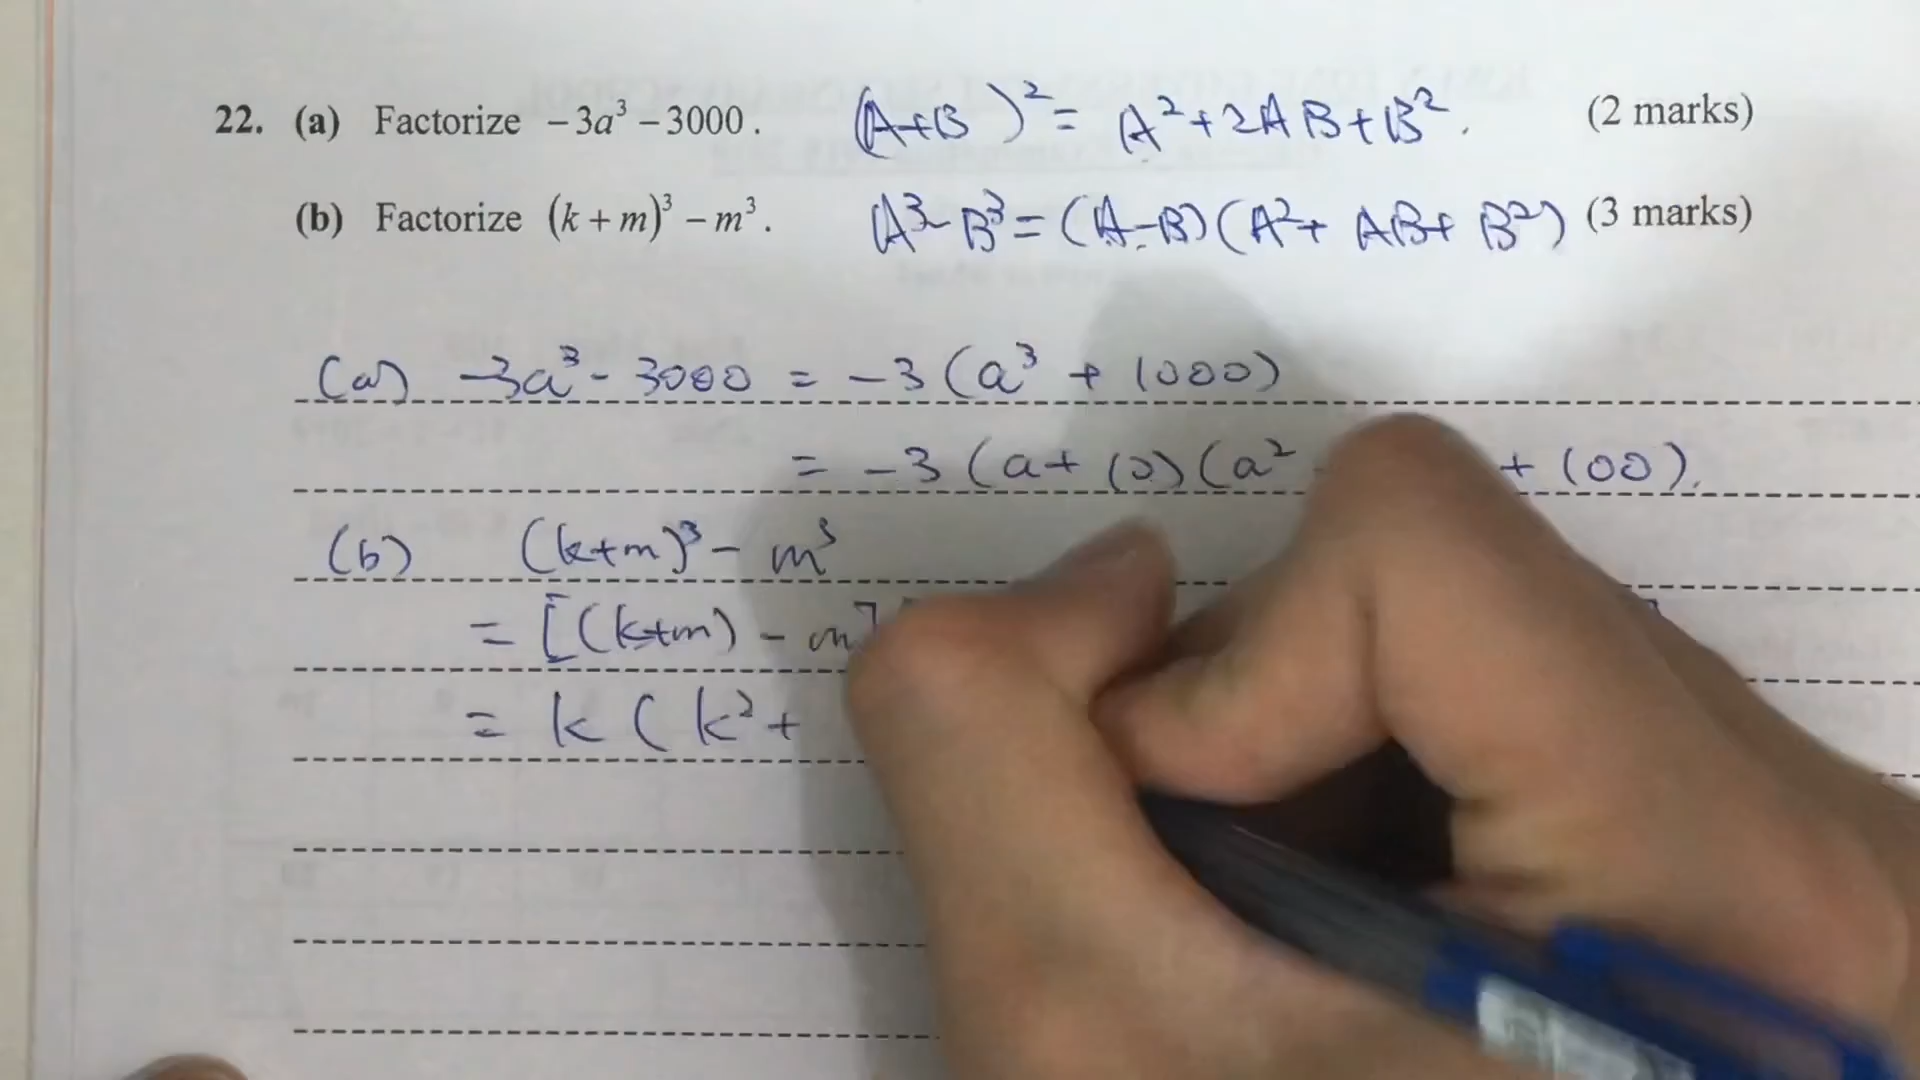 22. (a) Factorize −3a³ − 3000. (A+B)² = A² + 2AB + B². (2 marks)
(b) Factorize (k + m)³ − m³. A³ − B³ = (A−B)(A² + AB + B²) (3 marks)
(a) −3a³ − 3000 = −3(a³ + 1000)
= −3(a + 10)(a² + 100).
(b) (k+m)³ − m³
= [(k+m) − m]
= k(k² +